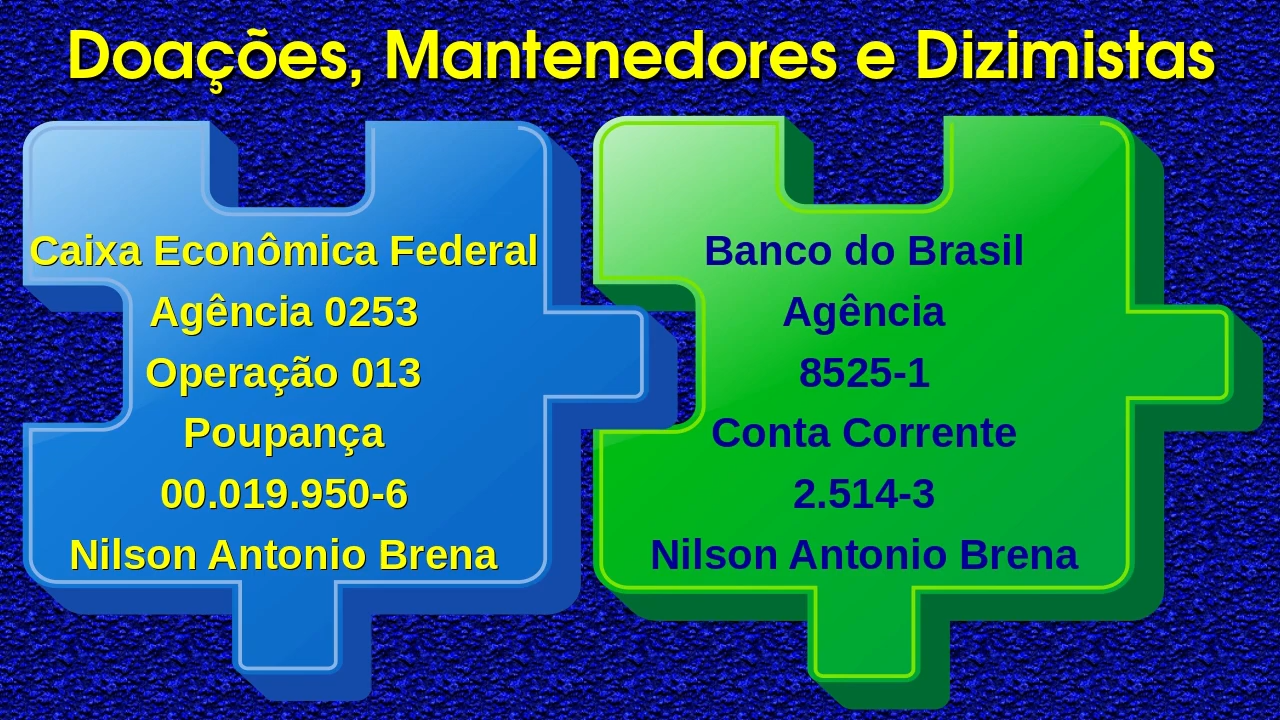 Doações, Mantenedores e Dizimistas
Caixa Econômica Federal
Agência 0253
Operação 013
Poupança
00.019.950-6
Nilson Antonio Brena
Banco do Brasil
Agência
8525-1
Conta Corrente
2.514-3
Nilson Antonio Brena